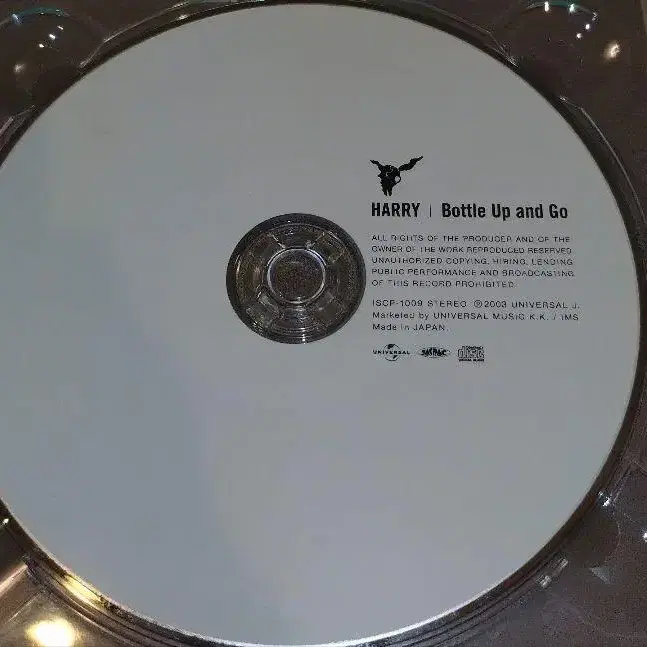 HARRY | Bottle Up and Go
ALL RIGHTS OF THE PRODUCER AND OF THE
OWNER OF THE WORK REPRODUCED RESERVED.
UNAUTHORIZED COPYING, HIRING, LENDING,
PUBLIC PERFORMANCE AND BROADCASTING
OF THIS RECORD PROHIBITED.
ISCP-1009 STEREO ℗2003 UNIVERSAL J.
Marketed by UNIVERSAL MUSIC K.K. / IMS
Made in JAPAN.
UNIVERSAL